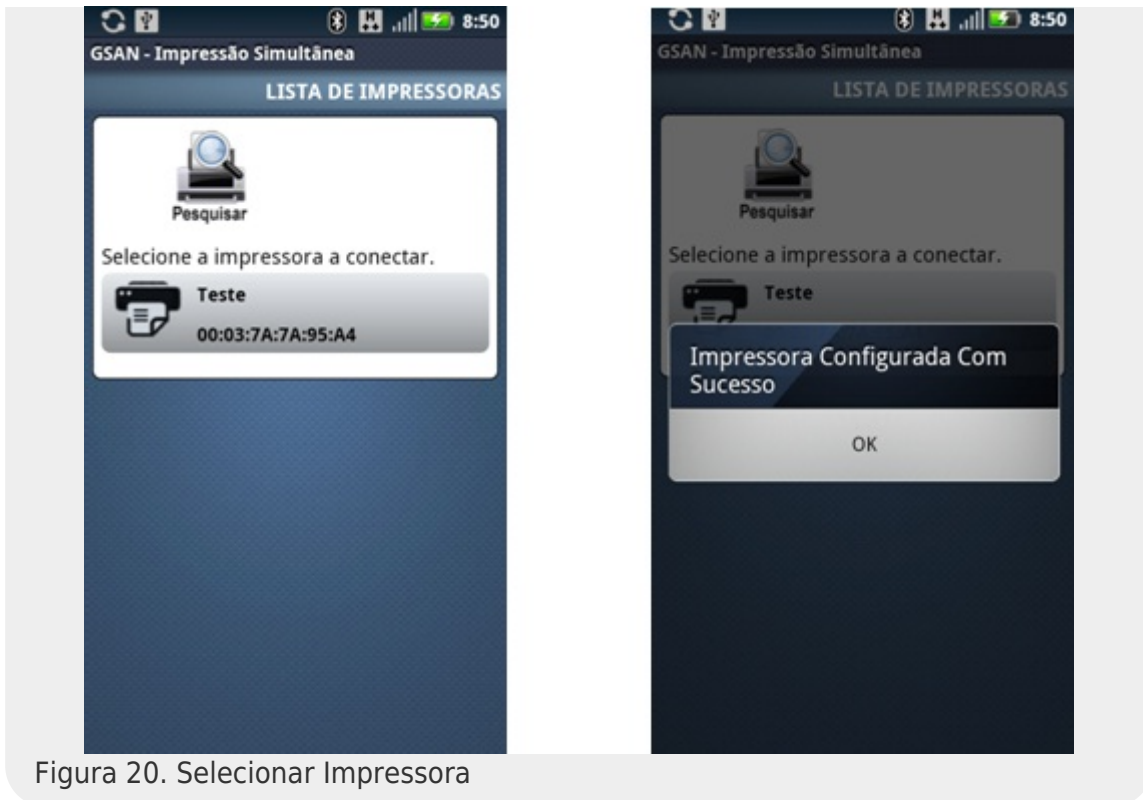 8:50
GSAN - Impressão Simultânea
LISTA DE IMPRESSORAS
Pesquisar
Selecione a impressora a conectar.
Teste
00:03:7A:7A:95:A4
8:50
GSAN - Impressão Simultânea
LISTA DE IMPRESSORAS
Pesquisar
Selecione a impressora a conectar.
Teste
Impressora Configurada Com
Sucesso
OK
Figura 20. Selecionar Impressora